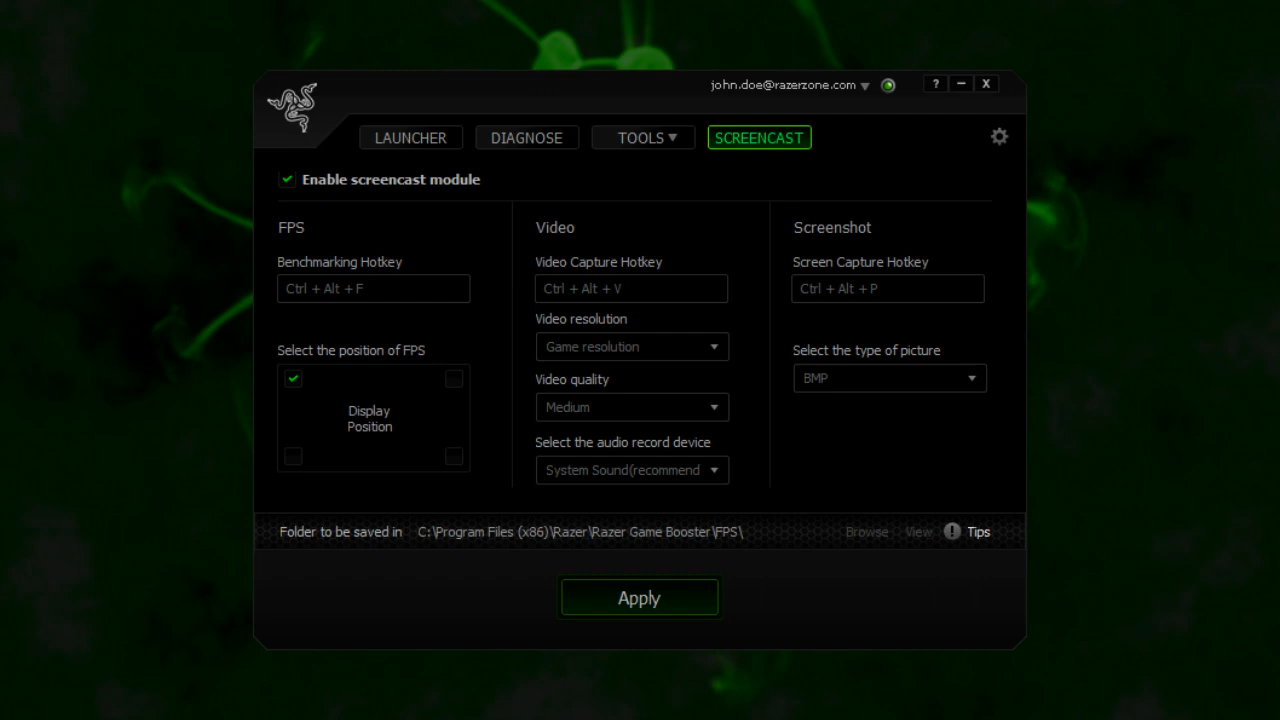 john.doe@razerzone.com
? – X
LAUNCHER DIAGNOSE TOOLS SCREENCAST
Enable screencast module
FPS
Benchmarking Hotkey
Ctrl + Alt + F
Select the position of FPS
Display
Position
Video
Video Capture Hotkey
Ctrl + Alt + V
Video resolution
Game resolution
Video quality
Medium
Select the audio record device
System Sound(recommend
Screenshot
Screen Capture Hotkey
Ctrl + Alt + P
Select the type of picture
BMP
Folder to be saved in C:\Program Files (x86)\Razer\Razer Game Booster\FPS\ Browse View ! Tips
Apply